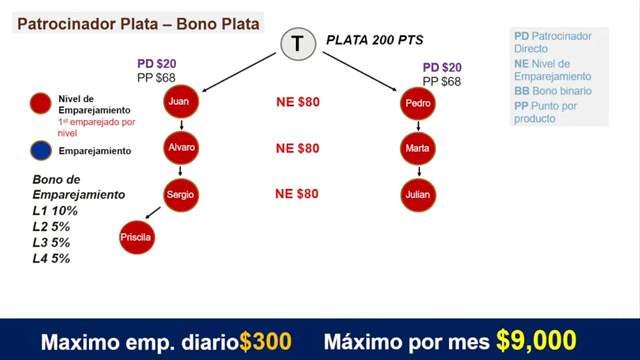 Patrocinador Plata – Bono Plata
T
PLATA 200 PTS
PD Patrocinador
Directo
NE Nivel de
Emparejamiento
BB Bono binario
PP Punto por
producto
PD $20
PP $68
PD $20
PP $68
Nivel de
Emparejamiento
1st emparejado por
nivel
Emparejamiento
Juan
NE $80
Pedro
Alvaro
NE $80
Marta
Sergio
NE $80
Julian
Priscila
Bono de
Emparejamiento
L1 10%
L2 5%
L3 5%
L4 5%
Maximo emp. diario$300
Máximo por mes $9,000